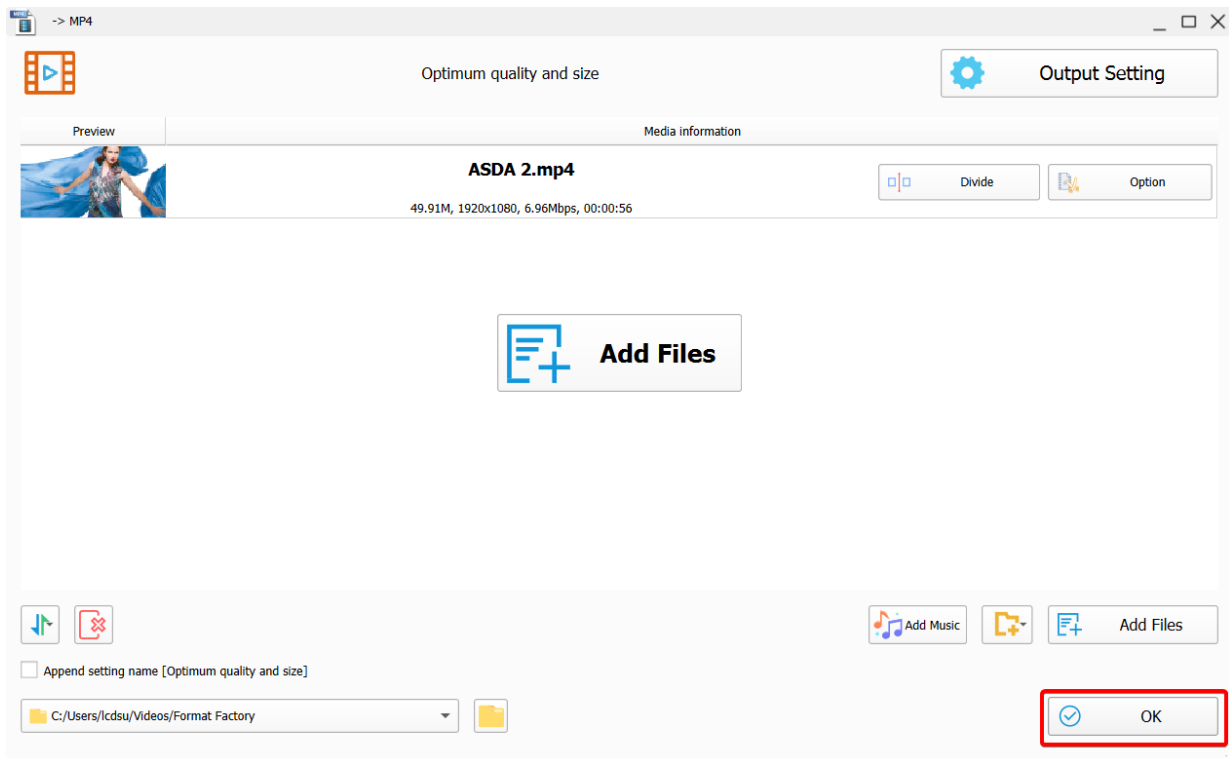 -> MP4
Optimum quality and size
Output Setting
Preview
Media information
ASDA 2.mp4
49.91M, 1920x1080, 6.96Mbps, 00:00:56
Divide
Option
Add Files
Add Music
Add Files
Append setting name [Optimum quality and size]
C:/Users/lcdsu/Videos/Format Factory
OK